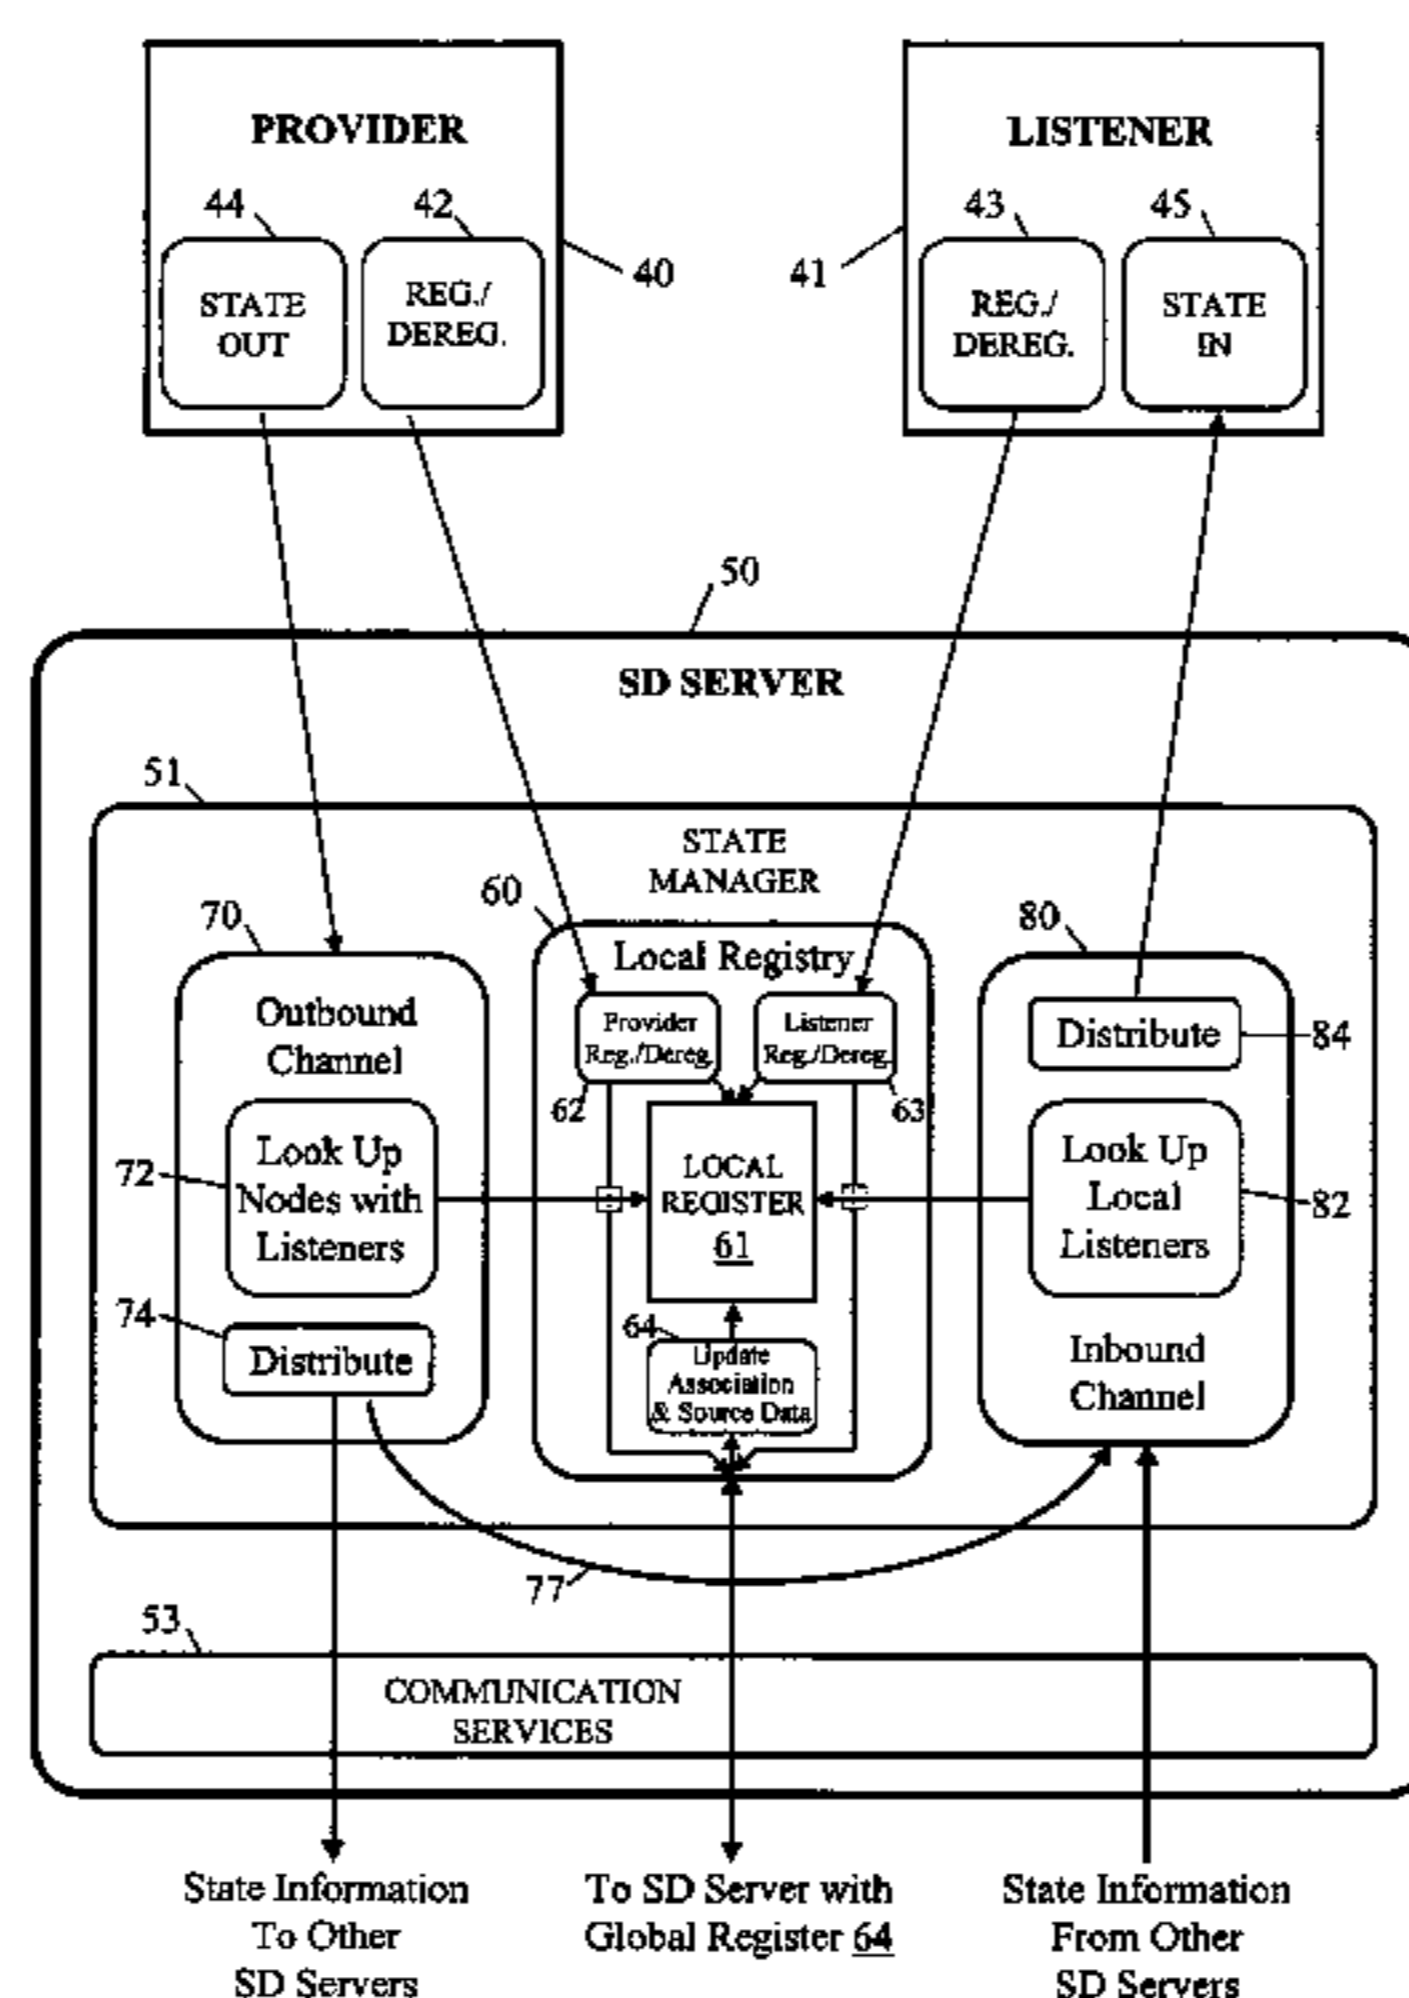 PROVIDER
LISTENER
44
42
43
45
STATE
OUT
REG./
DEREG.
40
41
REG./
DEREG.
STATE
IN
50
SD SERVER
51
STATE
MANAGER
70
60
80
Local Registry
Outbound
Channel
Provider
Reg./Dereg.
Listener
Reg./Dereg.
Distribute
84
62
63
72
Look Up
Nodes with
Listeners
LOCAL
REGISTER
61
Look Up
Local
Listeners
82
74
Distribute
64
Update
Association
& Source Data
Inbound
Channel
77
53
COMMUNICATION
SERVICES
State Information
To Other
SD Servers
To SD Server with
Global Register 64
State Information
From Other
SD Servers